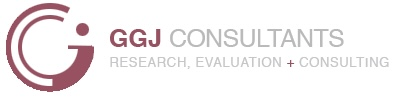 GGJ CONSULTANTS
RESEARCH, EVALUATION + CONSULTING